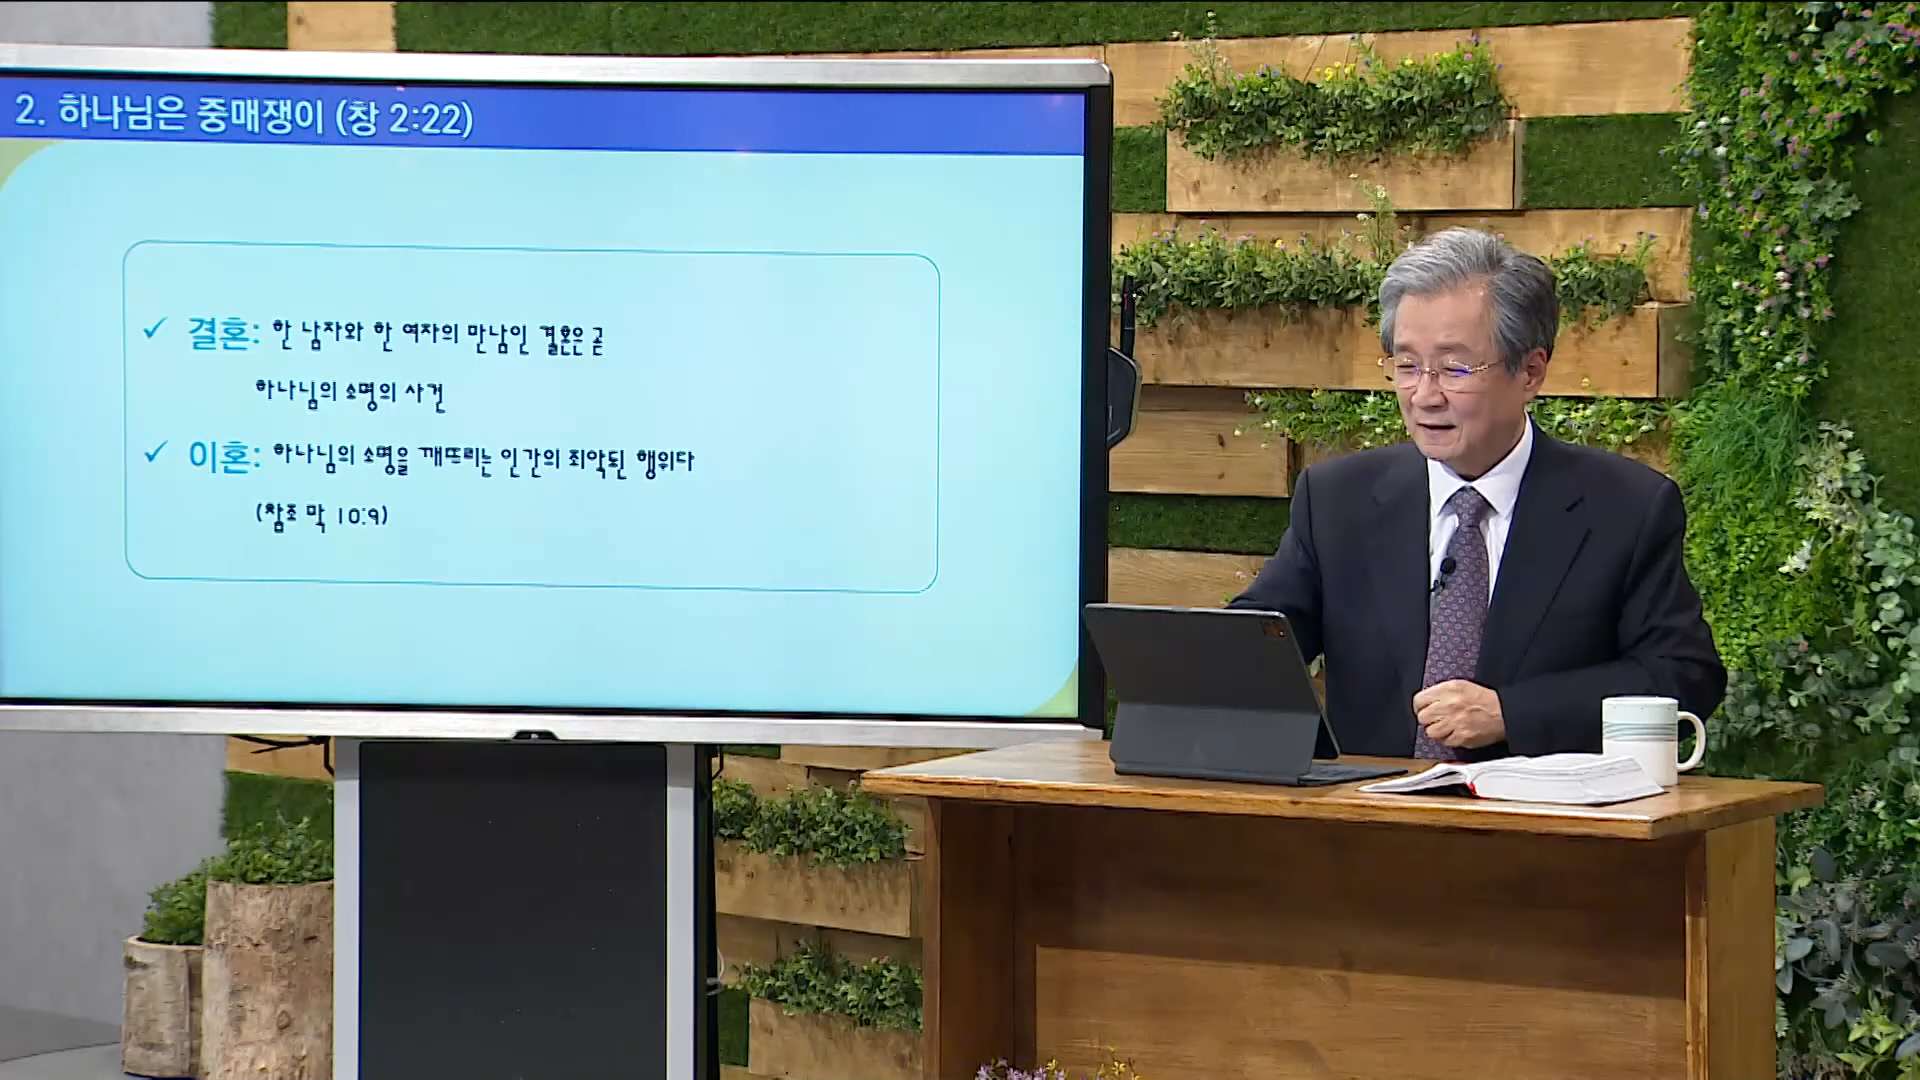 2. 하나님은 중매쟁이 (창 2:22)
✓ 결혼: 한 남자와 한 여자의 만남인 결혼은 곧
하나님의 소명의 사건
✓ 이혼: 하나님의 소명을 깨뜨리는 인간의 죄악된 행위다
(참조 막 10:9)